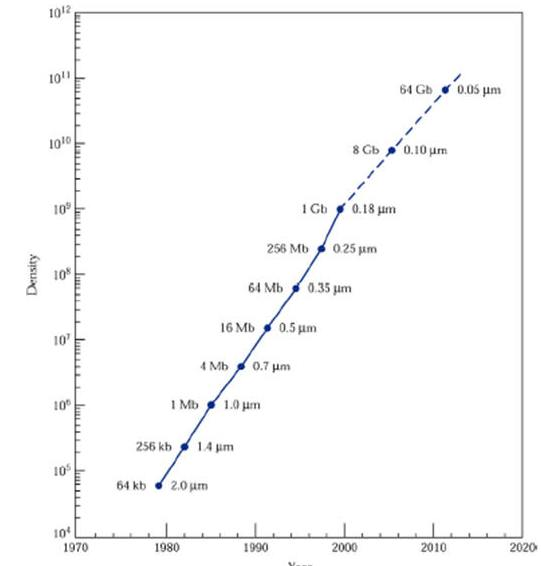 10¹²
10¹¹
64 Gb 0.05 µm
10¹⁰
8 Gb 0.10 µm
10⁹
1 Gb 0.18 µm
256 Mb 0.25 µm
Density
10⁸
64 Mb 0.35 µm
16 Mb 0.5 µm
10⁷
4 Mb 0.7 µm
10⁶
1 Mb 1.0 µm
256 kb 1.4 µm
10⁵
64 kb 2.0 µm
10⁴
1970 1980 1990 2000 2010 2020